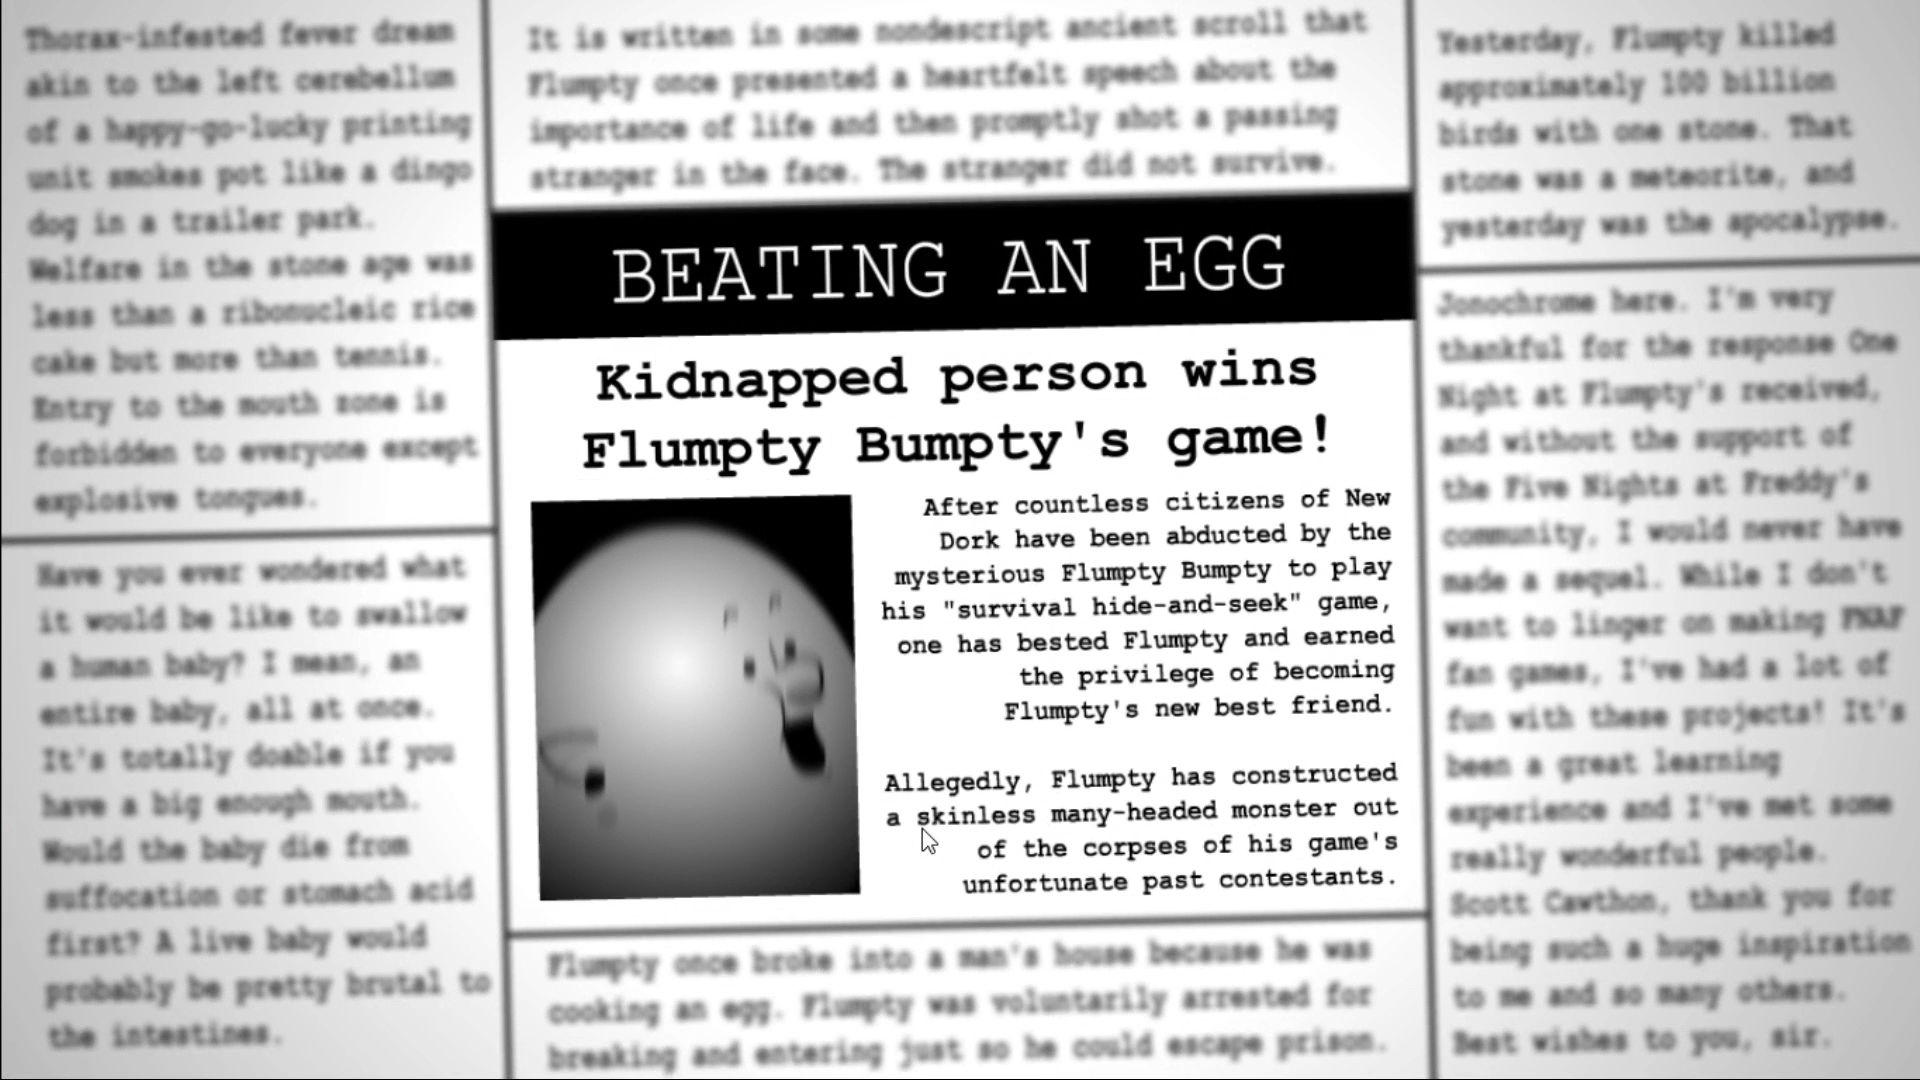 Thorax-infested fever dream
akin to the left cerebellum
of a happy-go-lucky printing
unit smokes pot like a dingo
dog in a trailer park.
Welfare in the stone age was
less than a ribonucleic rice
cake but more than tennis.
Entry to the mouth zone is
forbidden to everyone except
explosive tongues.
Have you ever wondered what
it would be like to swallow
a human baby? I mean, an
entire baby, all at once.
It's totally doable if you
have a big enough mouth.
Would the baby die from
suffocation or stomach acid
first? A live baby would
probably be pretty brutal to
the intestines.
It is written in some nondescript ancient scroll that
Flumpty once presented a heartfelt speech about the
importance of life and then promptly shot a passing
stranger in the face. The stranger did not survive.
BEATING AN EGG
Kidnapped person wins
Flumpty Bumpty's game!
After countless citizens of New
Dork have been abducted by the
mysterious Flumpty Bumpty to play
his "survival hide-and-seek" game,
one has bested Flumpty and earned
the privilege of becoming
Flumpty's new best friend.
Allegedly, Flumpty has constructed
a skinless many-headed monster out
of the corpses of his game's
unfortunate past contestants.
Flumpty once broke into a man's house because he was
cooking an egg. Flumpty was voluntarily arrested for
breaking and entering just so he could escape prison.
Yesterday, Flumpty killed
approximately 100 billion
birds with one stone. That
stone was a meteorite, and
yesterday was the apocalypse.
Jonochrome here. I'm very
thankful for the response One
Night at Flumpty's received,
and without the support of
the Five Nights at Freddy's
community, I would never have
made a sequel. While I don't
want to linger on making FNAF
fan games, I've had a lot of
fun with these projects! It's
been a great learning
experience and I've met some
really wonderful people.
Scott Cawthon, thank you for
being such a huge inspiration
to me and so many others.
Best wishes to you, sir.